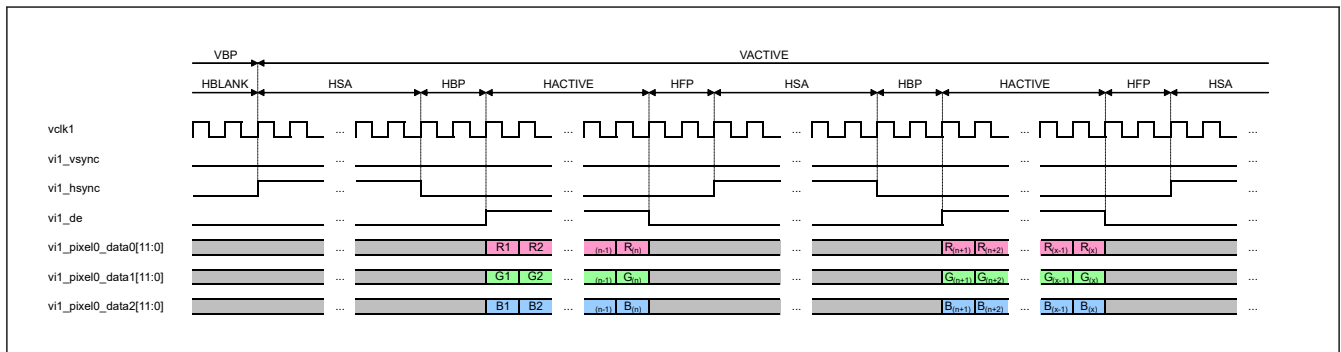 VBP VACTIVE
HBLANK HSA HBP HACTIVE HFP HSA HBP HACTIVE HFP HSA
vclk1 ... ... ... ... ...
vi1_vsync ... ... ... ... ...
vi1_hsync ... ... ... ... ...
vi1_de ... ... ... ... ...
vi1_pixel0_data0[11:0] ... R1 R2 ... (n-1) R(n) ... R(n+1) R(n+2) ... R(x-1) R(x) ...
vi1_pixel0_data1[11:0] ... G1 G2 ... (n-1) G(n) ... G(n+1) G(n+2) ... G(x-1) G(x) ...
vi1_pixel0_data2[11:0] ... B1 B2 ... (n-1) B(n) ... B(n+1) B(n+2) ... B(x-1) B(x) ...